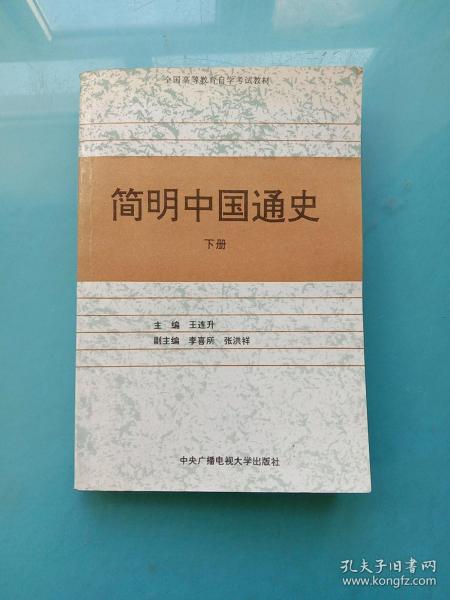 全国高等教育自学考试教材
简明中国通史
下册
主 编 王连升
副主编 李喜所 张洪祥
中央广播电视大学出版社
孔夫子旧书网
www.kongfz.com